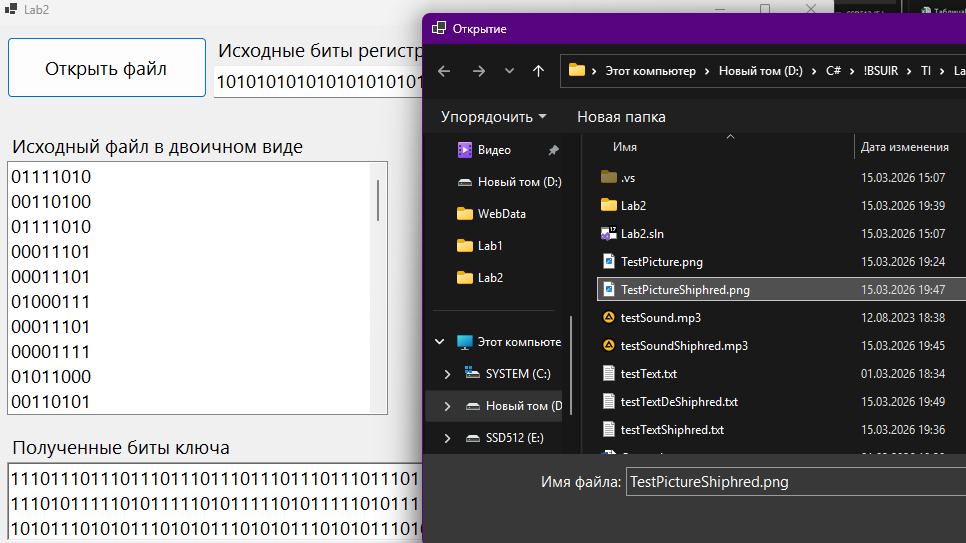 Lab2
Открыть файл
Исходные биты регистр
1010101010101010101
Исходный файл в двоичном виде
01111010
00110100
01111010
00011101
00011101
01000111
00011101
00001111
01011000
00110101
Полученные биты ключа
Открытие
Этот компьютер › Новый том (D:) › C# › !BSUIR › TI › La
Упорядочить
Новая папка
Имя
Дата изменения
Видео
Новый том (D:)
WebData
Lab1
Lab2
Этот компьюте
SYSTEM (C:)
Новый том (D
SSD512 (E:)
.vs 15.03.2026 15:07
Lab2 15.03.2026 19:39
Lab2.sln 15.03.2026 15:07
TestPicture.png 15.03.2026 19:24
TestPictureShiphred.png 15.03.2026 19:47
testSound.mp3 12.08.2023 18:38
testSoundShiphred.mp3 15.03.2026 19:45
testText.txt 01.03.2026 18:34
testTextDeShiphred.txt 15.03.2026 19:49
testTextShiphred.txt 15.03.2026 19:36
Имя файла: TestPictureShiphred.png